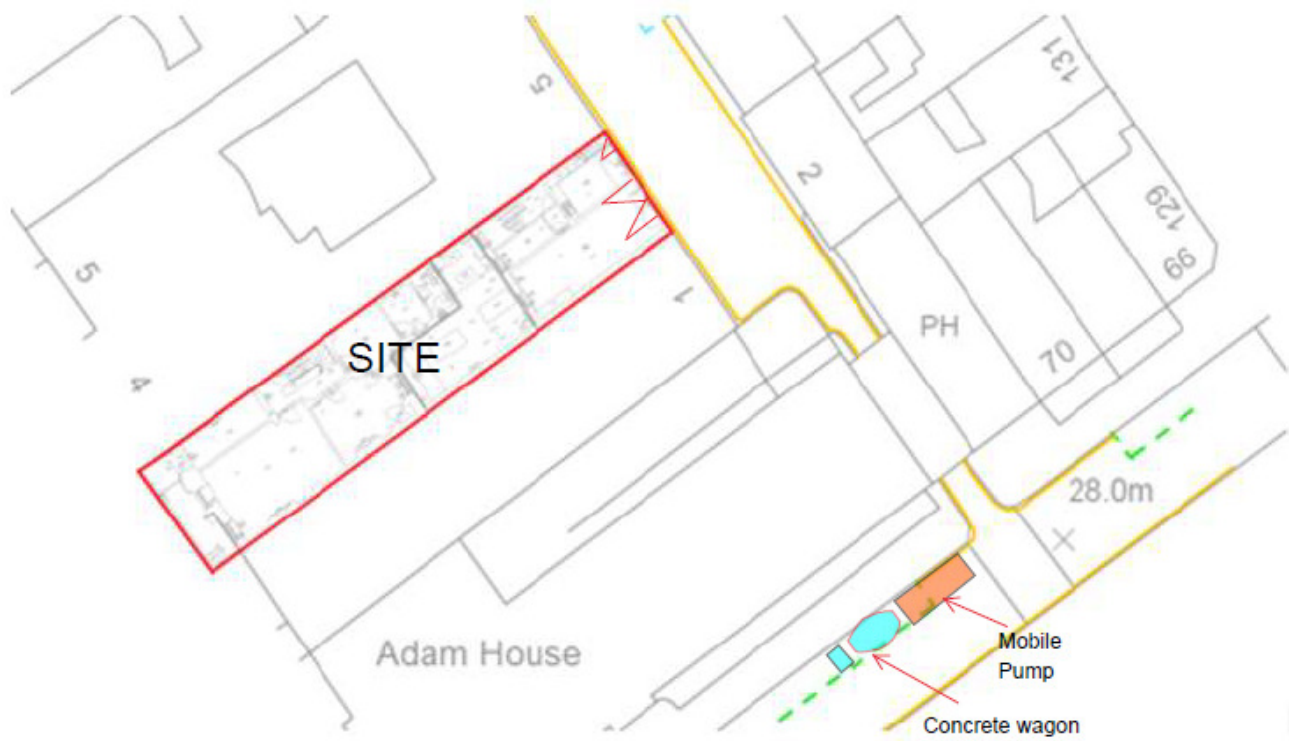 5
131
2
129
99
5
1
PH
SITE
70
4
28.0m
Adam House
Mobile
Pump
Concrete wagon